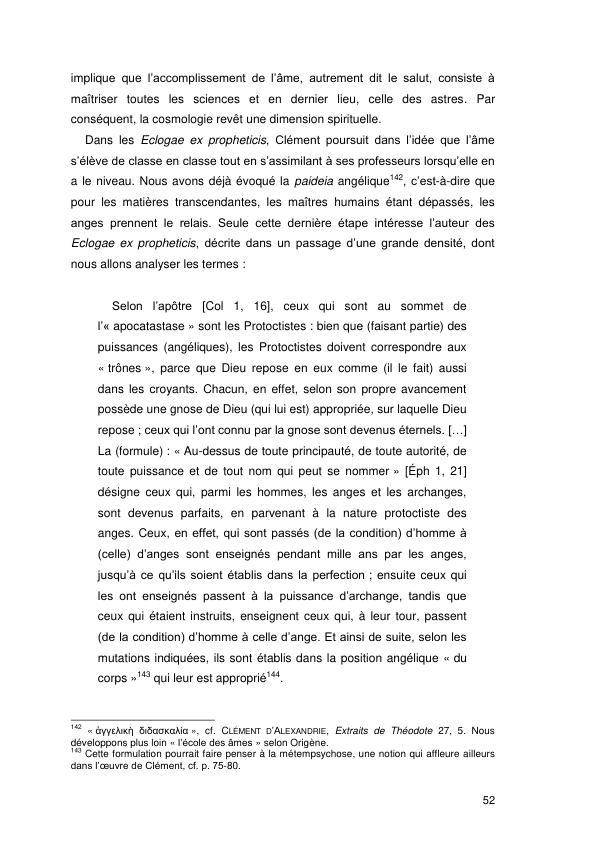 implique que l’accomplissement de l’âme, autrement dit le salut, consiste à
maîtriser toutes les sciences et en dernier lieu, celle des astres. Par
conséquent, la cosmologie revêt une dimension spirituelle.
Dans les Eclogae ex propheticis, Clément poursuit dans l’idée que l’âme
s’élève de classe en classe tout en s’assimilant à ses professeurs lorsqu’elle en
a le niveau. Nous avons déjà évoqué la paideia angélique142, c’est-à-dire que
pour les matières transcendantes, les maîtres humains étant dépassés, les
anges prennent le relais. Seule cette dernière étape intéresse l’auteur des
Eclogae ex propheticis, décrite dans un passage d’une grande densité, dont
nous allons analyser les termes :
Selon l’apôtre [Col 1, 16], ceux qui sont au sommet de
l’« apocatastase » sont les Protoctistes : bien que (faisant partie) des
puissances (angéliques), les Protoctistes doivent correspondre aux
« trônes », parce que Dieu repose en eux comme (il le fait) aussi
dans les croyants. Chacun, en effet, selon son propre avancement
possède une gnose de Dieu (qui lui est) appropriée, sur laquelle Dieu
repose ; ceux qui l’ont connu par la gnose sont devenus éternels. […]
La (formule) : « Au-dessus de toute principauté, de toute autorité, de
toute puissance et de tout nom qui peut se nommer » [Éph 1, 21]
désigne ceux qui, parmi les hommes, les anges et les archanges,
sont devenus parfaits, en parvenant à la nature protoctiste des
anges. Ceux, en effet, qui sont passés (de la condition) d’homme à
(celle) d’anges sont enseignés pendant mille ans par les anges,
jusqu’à ce qu’ils soient établis dans la perfection ; ensuite ceux qui
les ont enseignés passent à la puissance d’archange, tandis que
ceux qui étaient instruits, enseignent ceux qui, à leur tour, passent
(de la condition) d’homme à celle d’ange. Et ainsi de suite, selon les
mutations indiquées, ils sont établis dans la position angélique « du
corps »143 qui leur est approprié144.
142 « ἀγγελικὴ διδασκαλία », cf. CLÉMENT D’ALEXANDRIE, Extraits de Théodote 27, 5. Nous
développons plus loin « l’école des âmes » selon Origène.
143 Cette formulation pourrait faire penser à la métempsychose, une notion qui affleure ailleurs
dans l’œuvre de Clément, cf. p. 75-80.
52